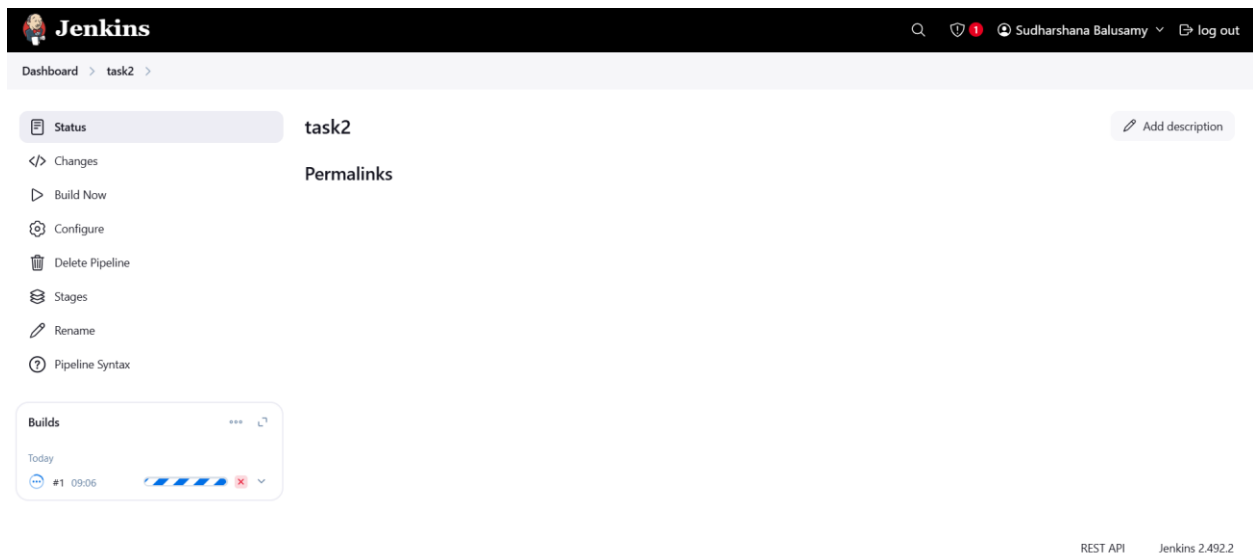 Jenkins
1
Sudharshana Balusamy
log out
Dashboard > task2 >
Status
Changes
Build Now
Configure
Delete Pipeline
Stages
Rename
Pipeline Syntax
Builds
Today
#1 09:06
task2
Add description
Permalinks
REST API
Jenkins 2.492.2